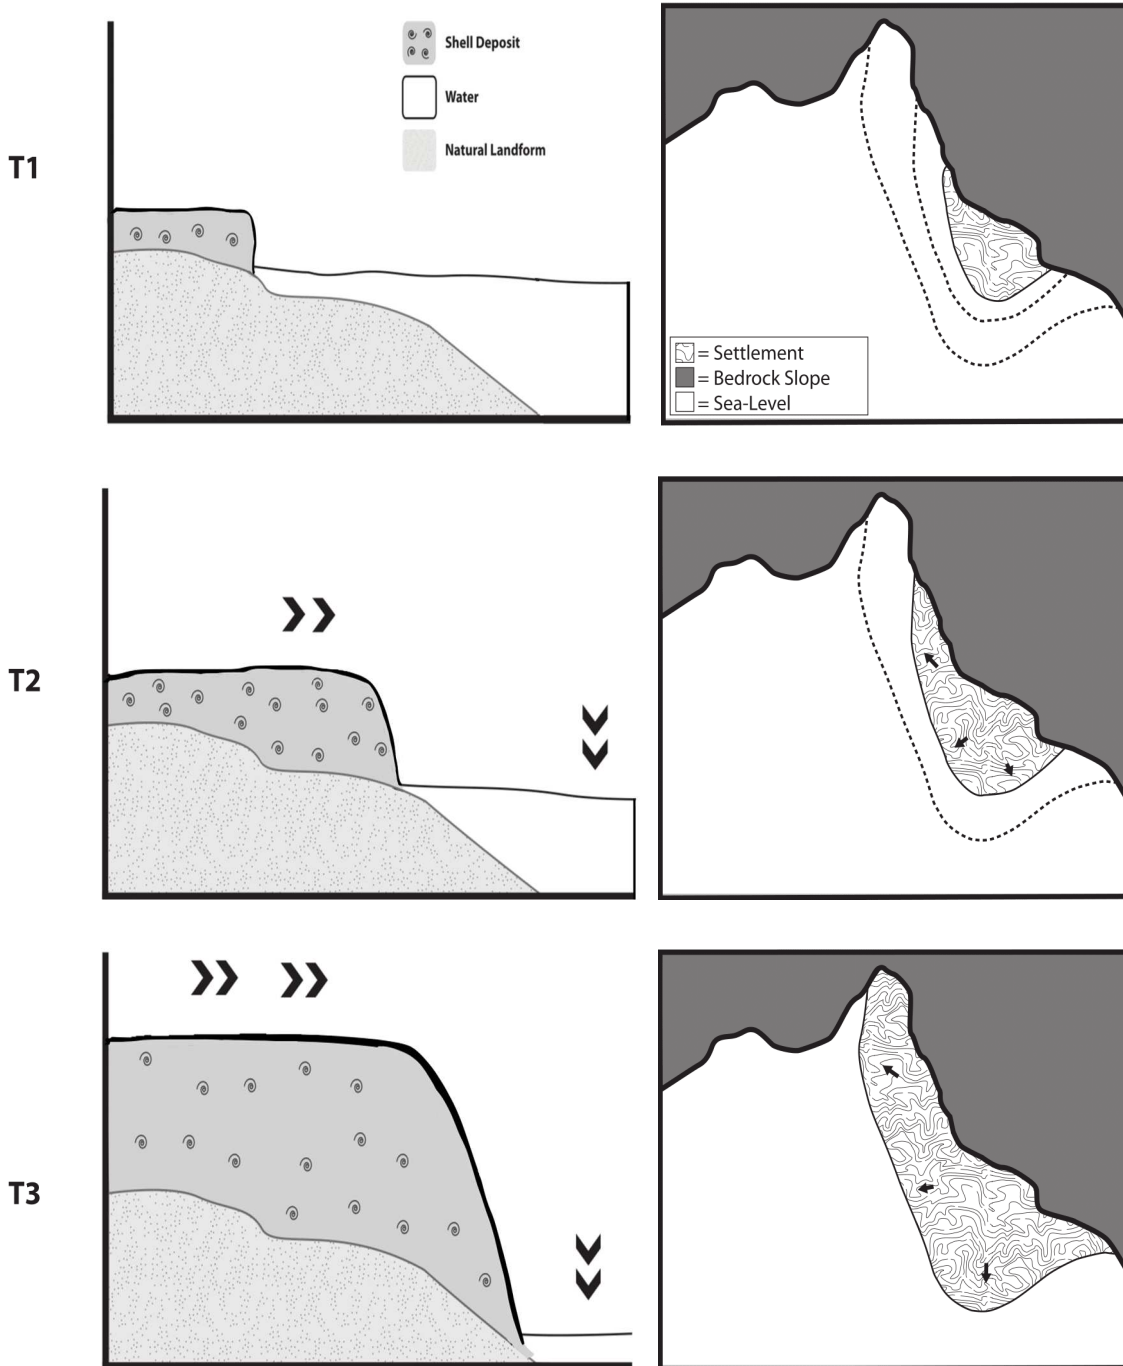 T1
Shell Deposit
Water
Natural Landform
= Settlement
= Bedrock Slope
= Sea-Level
T2
T3